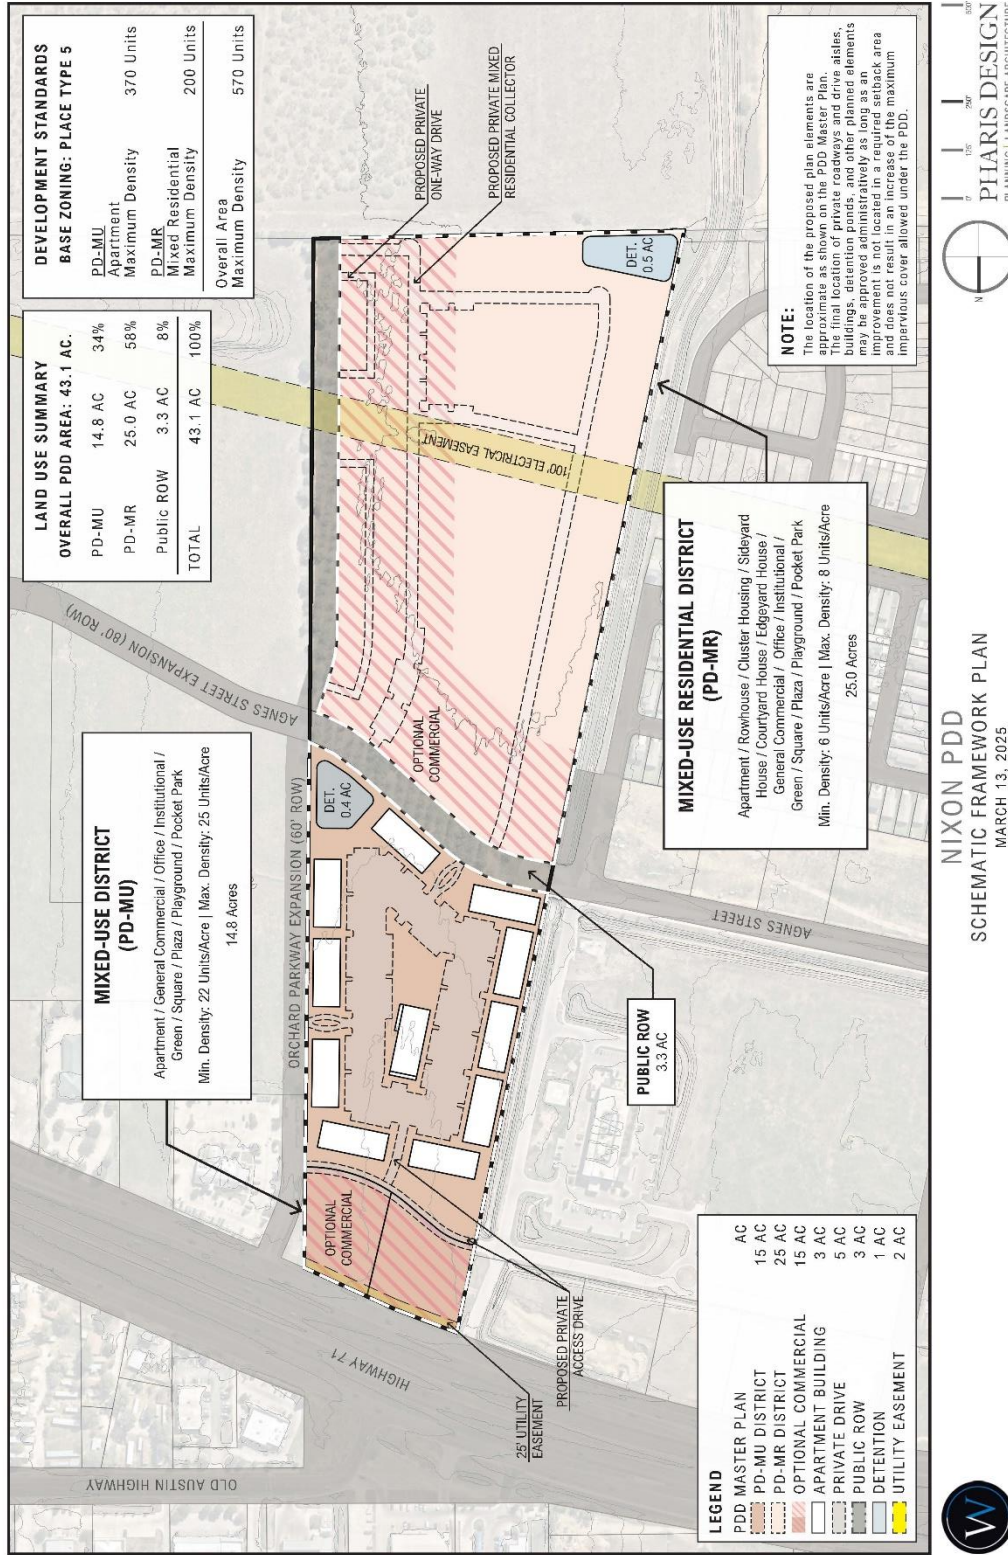 MIXED-USE DISTRICT
(PD-MU)
Apartment / General Commercial / Office / Institutional /
Green / Square / Plaza / Playground / Pocket Park
Min. Density: 22 Units/Acre | Max. Density: 25 Units/Acre
14.8 Acres
LAND USE SUMMARY
OVERALL PDD AREA: 43.1 AC.
PD-MU 14.8 AC 34%
PD-MR 25.0 AC 58%
Public ROW 3.3 AC 8%
TOTAL 43.1 AC 100%
DEVELOPMENT STANDARDS
BASE ZONING: PLACE TYPE 5
PD-MU
Apartment
Maximum Density 370 Units
PD-MR
Mixed Residential
Maximum Density 200 Units
Overall Area
Maximum Density 570 Units
OLD AUSTIN HIGHWAY
HIGHWAY 71
ORCHARD PARKWAY EXPANSION (60' ROW)
AGNES STREET EXPANSION (80' ROW)
OPTIONAL
COMMERCIAL
DET.
0.4 AC
OPTIONAL
COMMERCIAL
100' ELECTRICAL EASEMENT
PROPOSED PRIVATE
ONE-WAY DRIVE
PROPOSED PRIVATE MIXED
RESIDENTIAL COLLECTOR
DET.
0.5 AC
25' UTILITY
EASEMENT
PROPOSED PRIVATE
ACCESS DRIVE
PUBLIC ROW
3.3 AC
AGNES STREET
MIXED-USE RESIDENTIAL DISTRICT
(PD-MR)
Apartment / Rowhouse / Cluster Housing / Sideyard
House / Courtyard House / Edgeyard House /
General Commercial / Office / Institutional /
Green / Square / Plaza / Playground / Pocket Park
Min. Density: 6 Units/Acre | Max. Density: 8 Units/Acre
25.0 Acres
NOTE:
The location of the proposed plan elements are
approximate as shown on the PDD Master Plan.
The final location of private roadways and drive aisles,
buildings, detention ponds, and other planned elements
may be approved administratively as long as an
improvement is not located in a required setback area
and does not result in an increase of the maximum
impervious cover allowed under the PDD.
LEGEND
PDD MASTER PLAN AC
PD-MU DISTRICT 15 AC
PD-MR DISTRICT 25 AC
OPTIONAL COMMERCIAL 15 AC
APARTMENT BUILDING 3 AC
PRIVATE DRIVE 5 AC
PUBLIC ROW 3 AC
DETENTION 1 AC
UTILITY EASEMENT 2 AC
W
NIXON PDD
SCHEMATIC FRAMEWORK PLAN
MARCH 13, 2025
N
0' 125' 250' 500'
PHARIS DESIGN
PLANNING | LANDSCAPE ARCHITECTURE